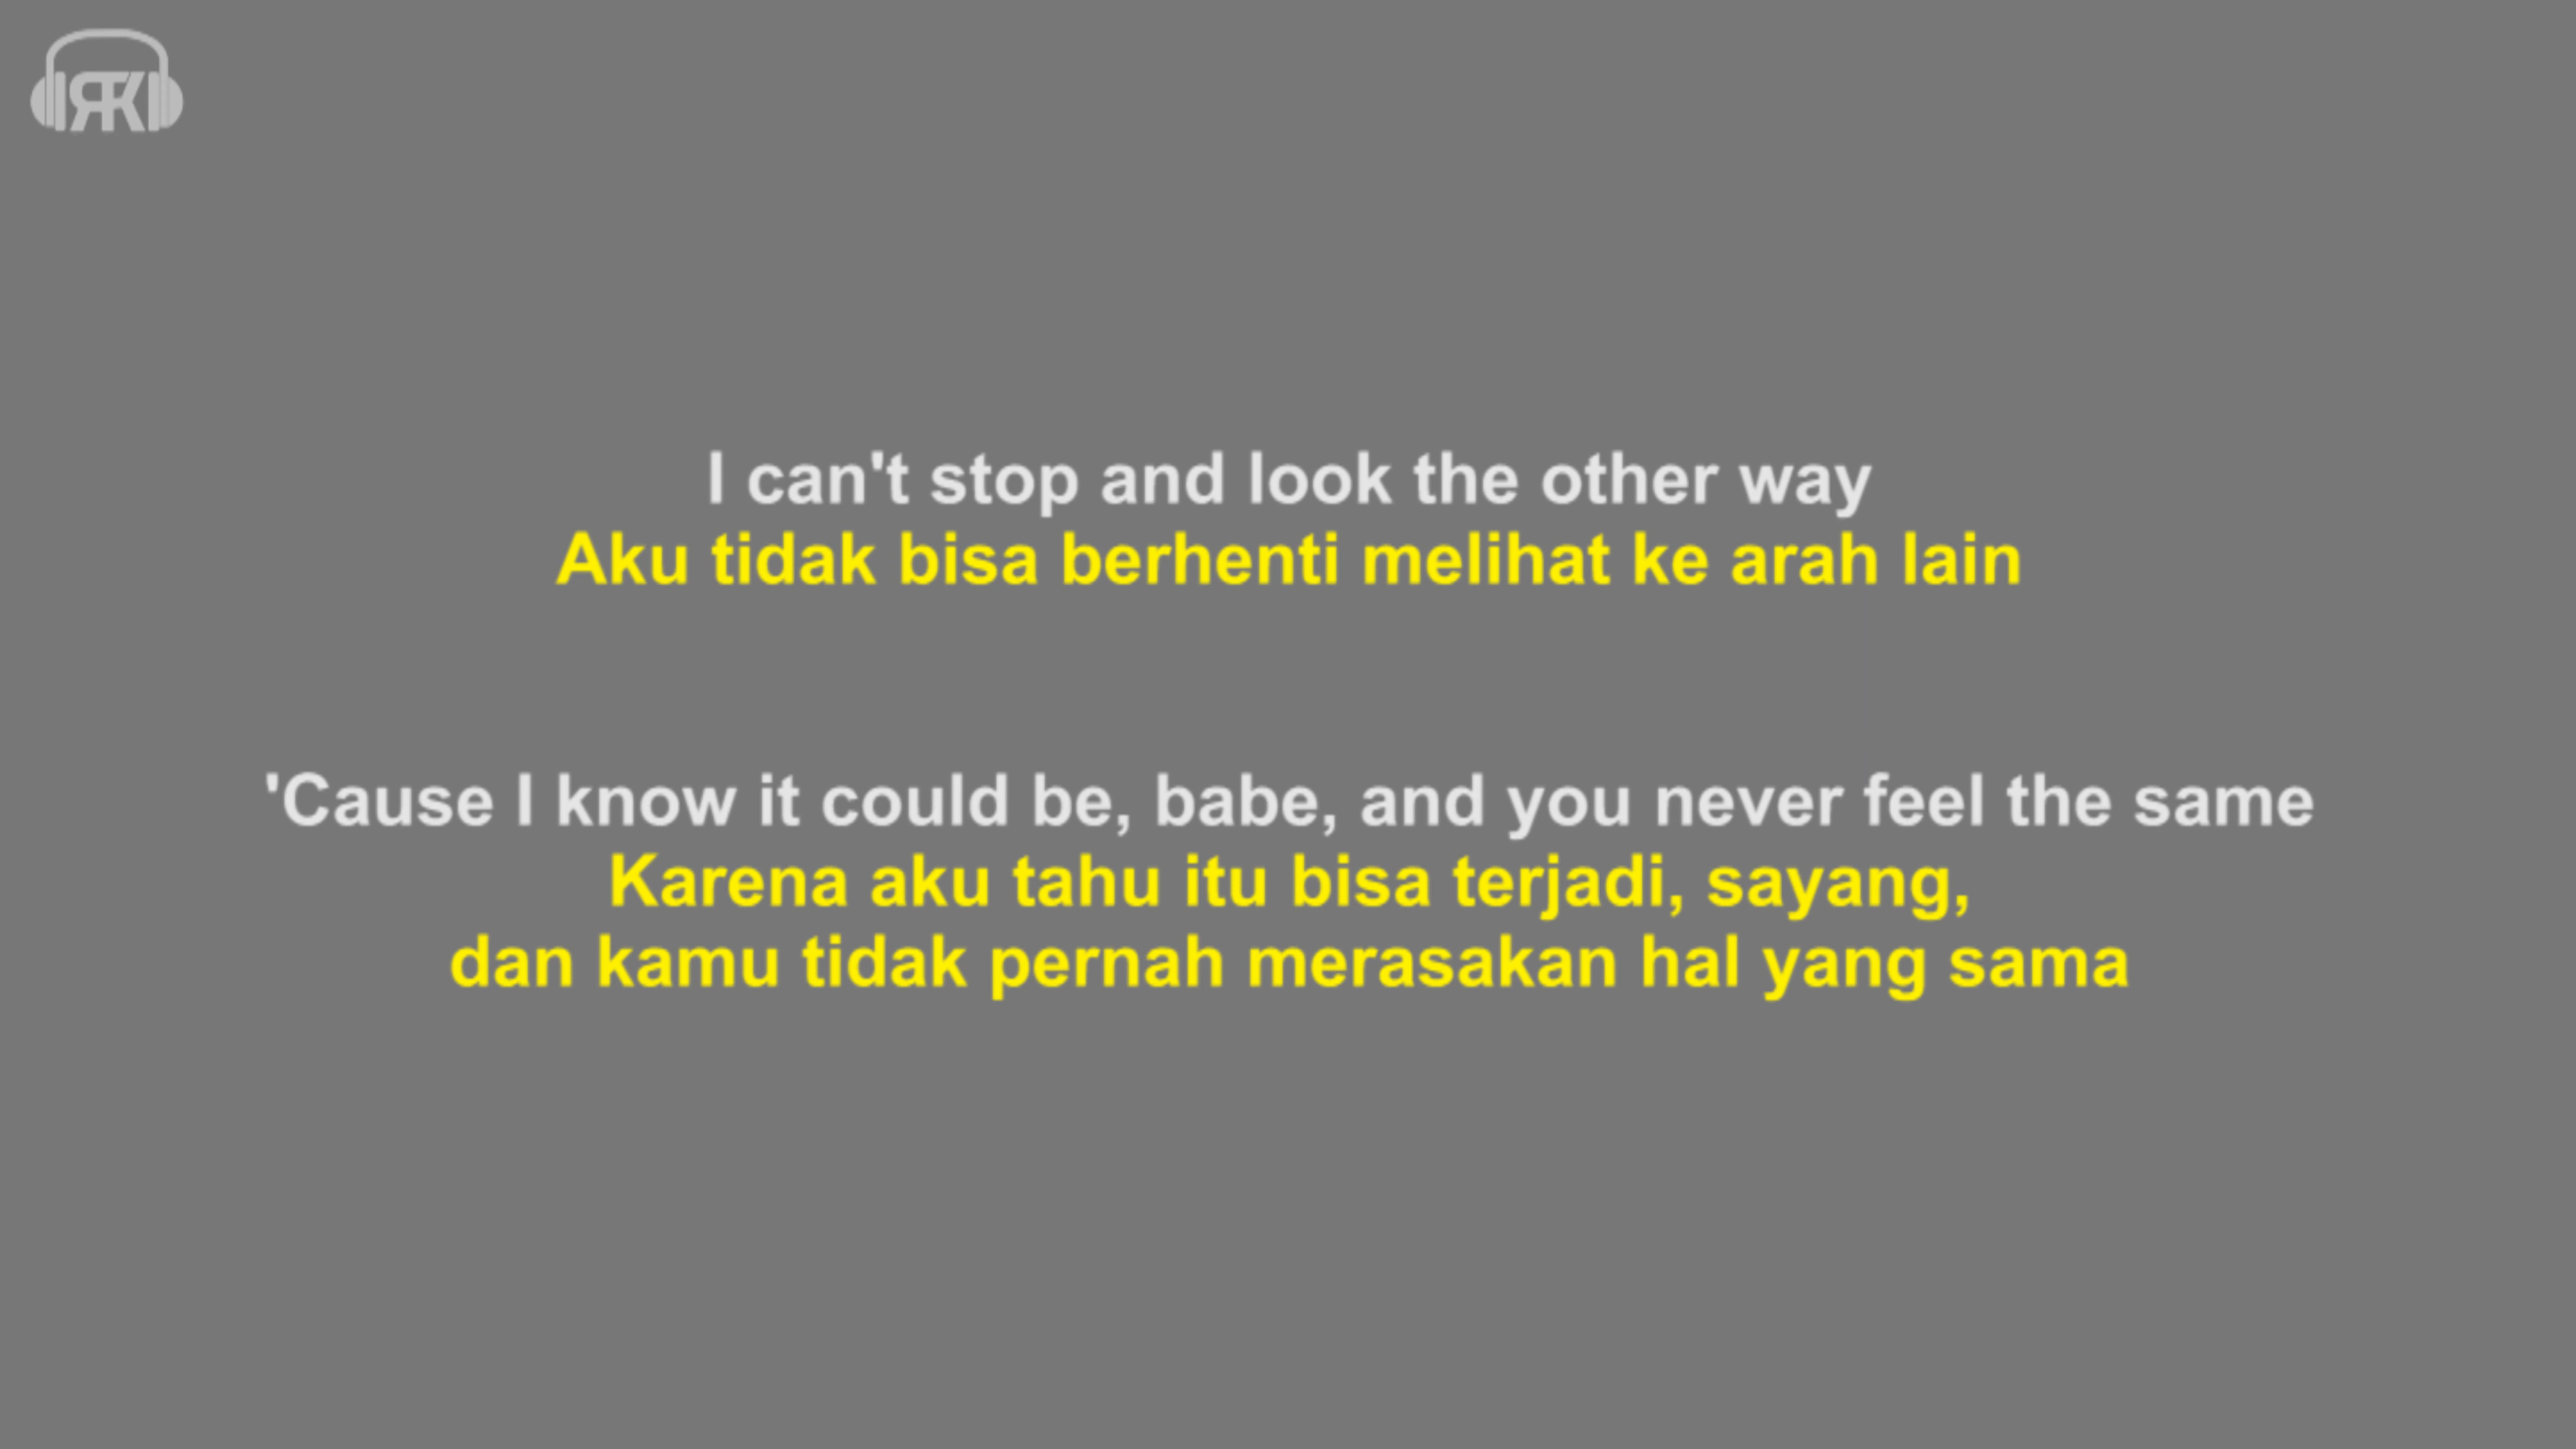 RK
I can't stop and look the other way
Aku tidak bisa berhenti melihat ke arah lain
'Cause I know it could be, babe, and you never feel the same
Karena aku tahu itu bisa terjadi, sayang,
dan kamu tidak pernah merasakan hal yang sama